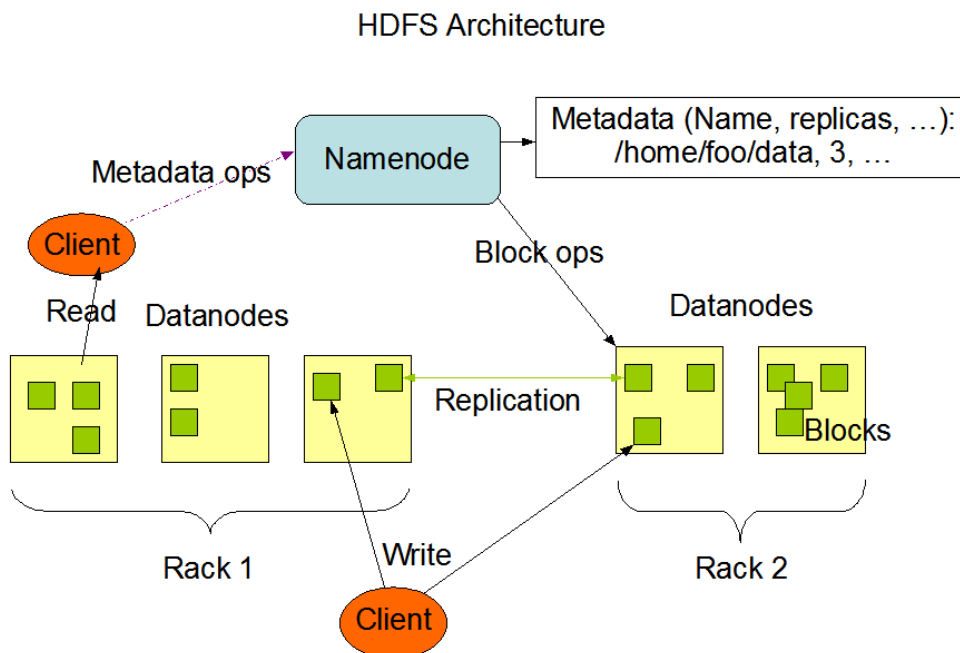 HDFS Architecture
Metadata (Name, replicas, …):
/home/foo/data, 3, …
Namenode
Metadata ops
Client
Block ops
Read
Datanodes
Datanodes
Replication
Blocks
Rack 1
Write
Rack 2
Client